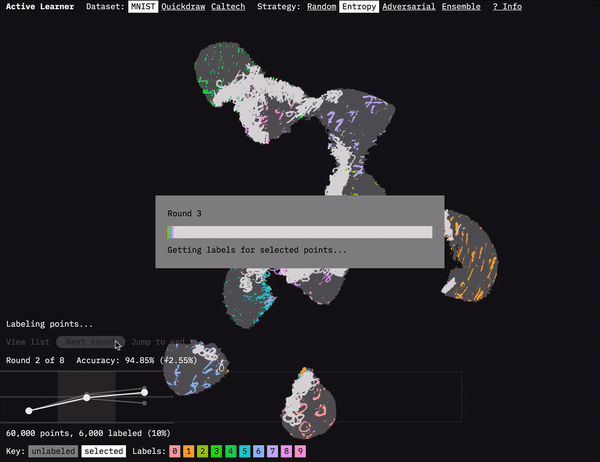 Active Learner Dataset: MNIST Quickdraw Caltech Strategy: Random Entropy Adversarial Ensemble ? Info
Round 3
Getting labels for selected points...
Labeling points...
View list Next round Jump to end
Round 2 of 8 Accuracy: 94.85% (+2.55%)
60,000 points, 6,000 labeled (10%)
Key: unlabeled selected Labels: 0 1 2 3 4 5 6 7 8 9